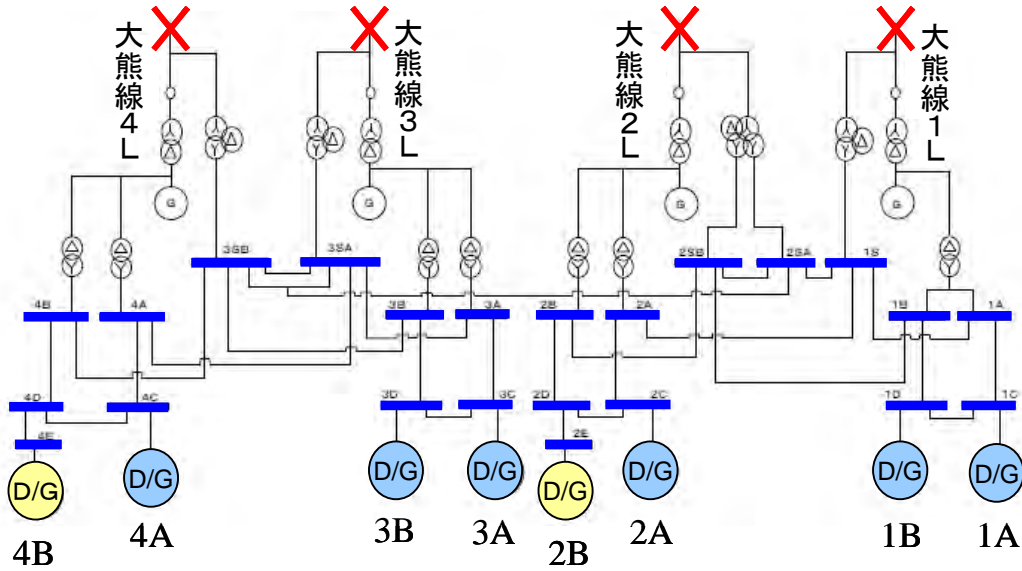 大熊線4L
大熊線3L
大熊線2L
大熊線1L
G
G
G
G
3SB
3SA
2SB
2SA
1S
4B
4A
3B
3A
2B
2A
1B
1A
4D
4C
3D
3C
2D
2C
1D
1C
4E
2E
D/G
D/G
D/G
D/G
D/G
D/G
D/G
D/G
4B
4A
3B
3A
2B
2A
1B
1A